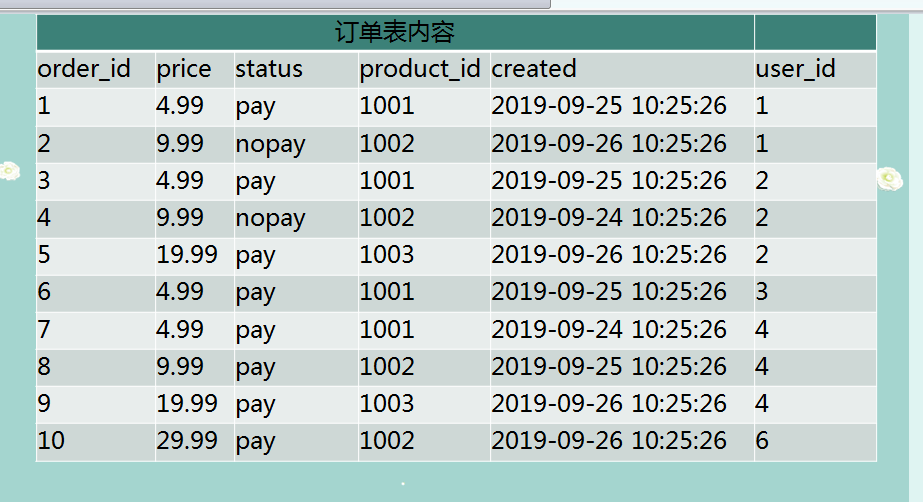 订单表内容
order_id price status product_id created user_id
1 4.99 pay 1001 2019-09-25 10:25:26 1
2 9.99 nopay 1002 2019-09-26 10:25:26 1
3 4.99 pay 1001 2019-09-25 10:25:26 2
4 9.99 nopay 1002 2019-09-24 10:25:26 2
5 19.99 pay 1003 2019-09-26 10:25:26 2
6 4.99 pay 1001 2019-09-25 10:25:26 3
7 4.99 pay 1001 2019-09-24 10:25:26 4
8 9.99 pay 1002 2019-09-25 10:25:26 4
9 19.99 pay 1003 2019-09-26 10:25:26 4
10 29.99 pay 1002 2019-09-26 10:25:26 6